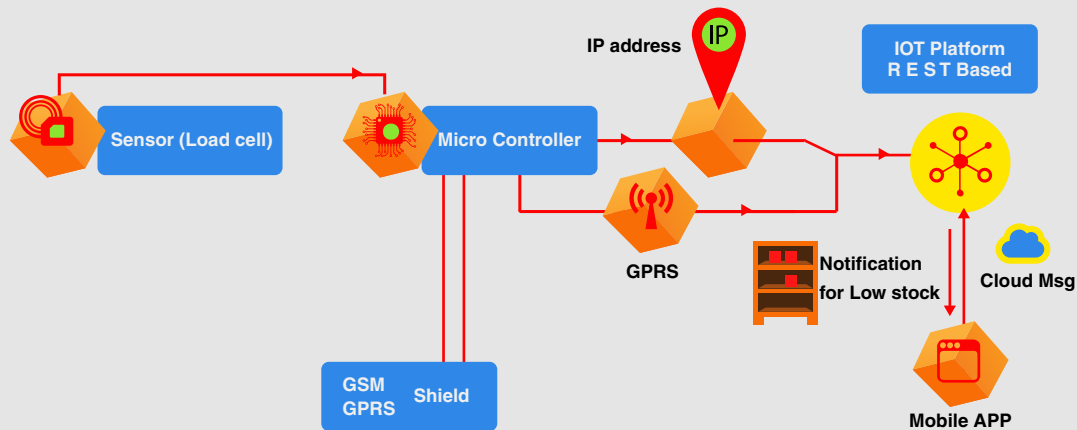 IP address
IP
IOT Platform
R E S T Based
Sensor (Load cell)
Micro Controller
GPRS
Notification
for Low stock
Cloud Msg
GSM
GPRS
Shield
Mobile APP